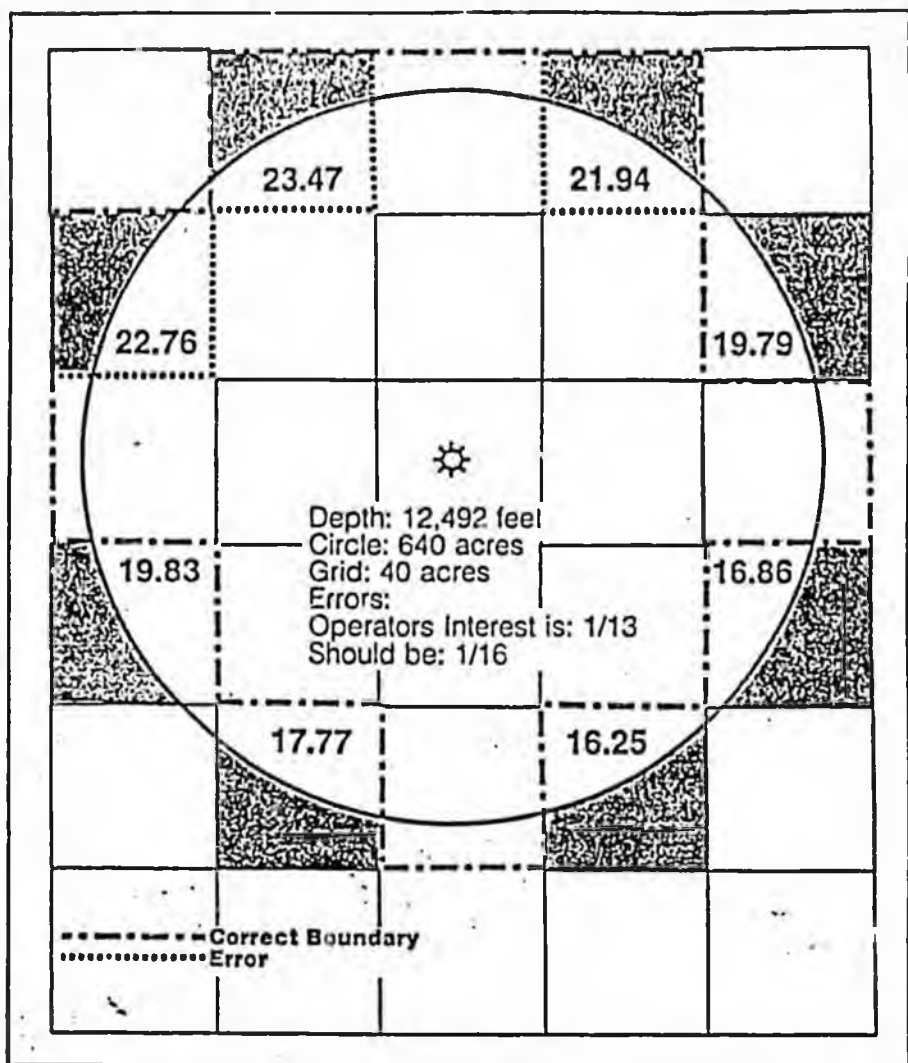 23.47 21.94
22.76 19.79
Depth: 12,492 feet
Circle: 640 acres
19.83 Grid: 40 acres 16.86
Errors:
Operators Interest is: 1/13
Should be: 1/16
17.77 16.25
Correct Boundary
Error